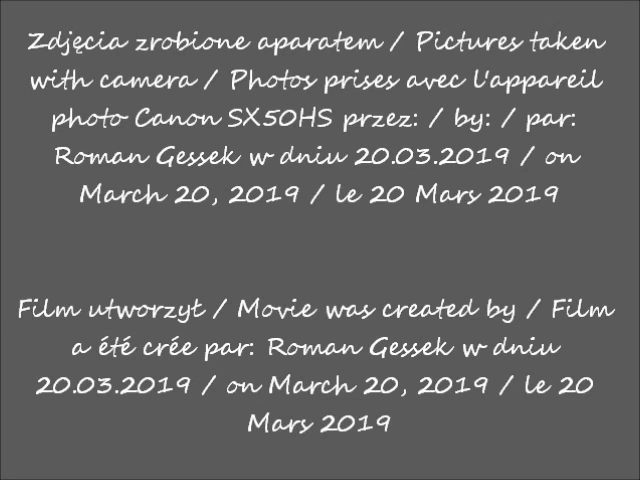 Zdjęcia zrobione aparatem / Pictures taken
with camera / Photos prises avec l'appareil
photo Canon SX50HS przez: / by: / par:
Roman Gessek w dniu 20.03.2019 / on
March 20, 2019 / le 20 Mars 2019
Film utworzył / Movie was created by / Film
a été crée par: Roman Gessek w dniu
20.03.2019 / on March 20, 2019 / le 20
Mars 2019